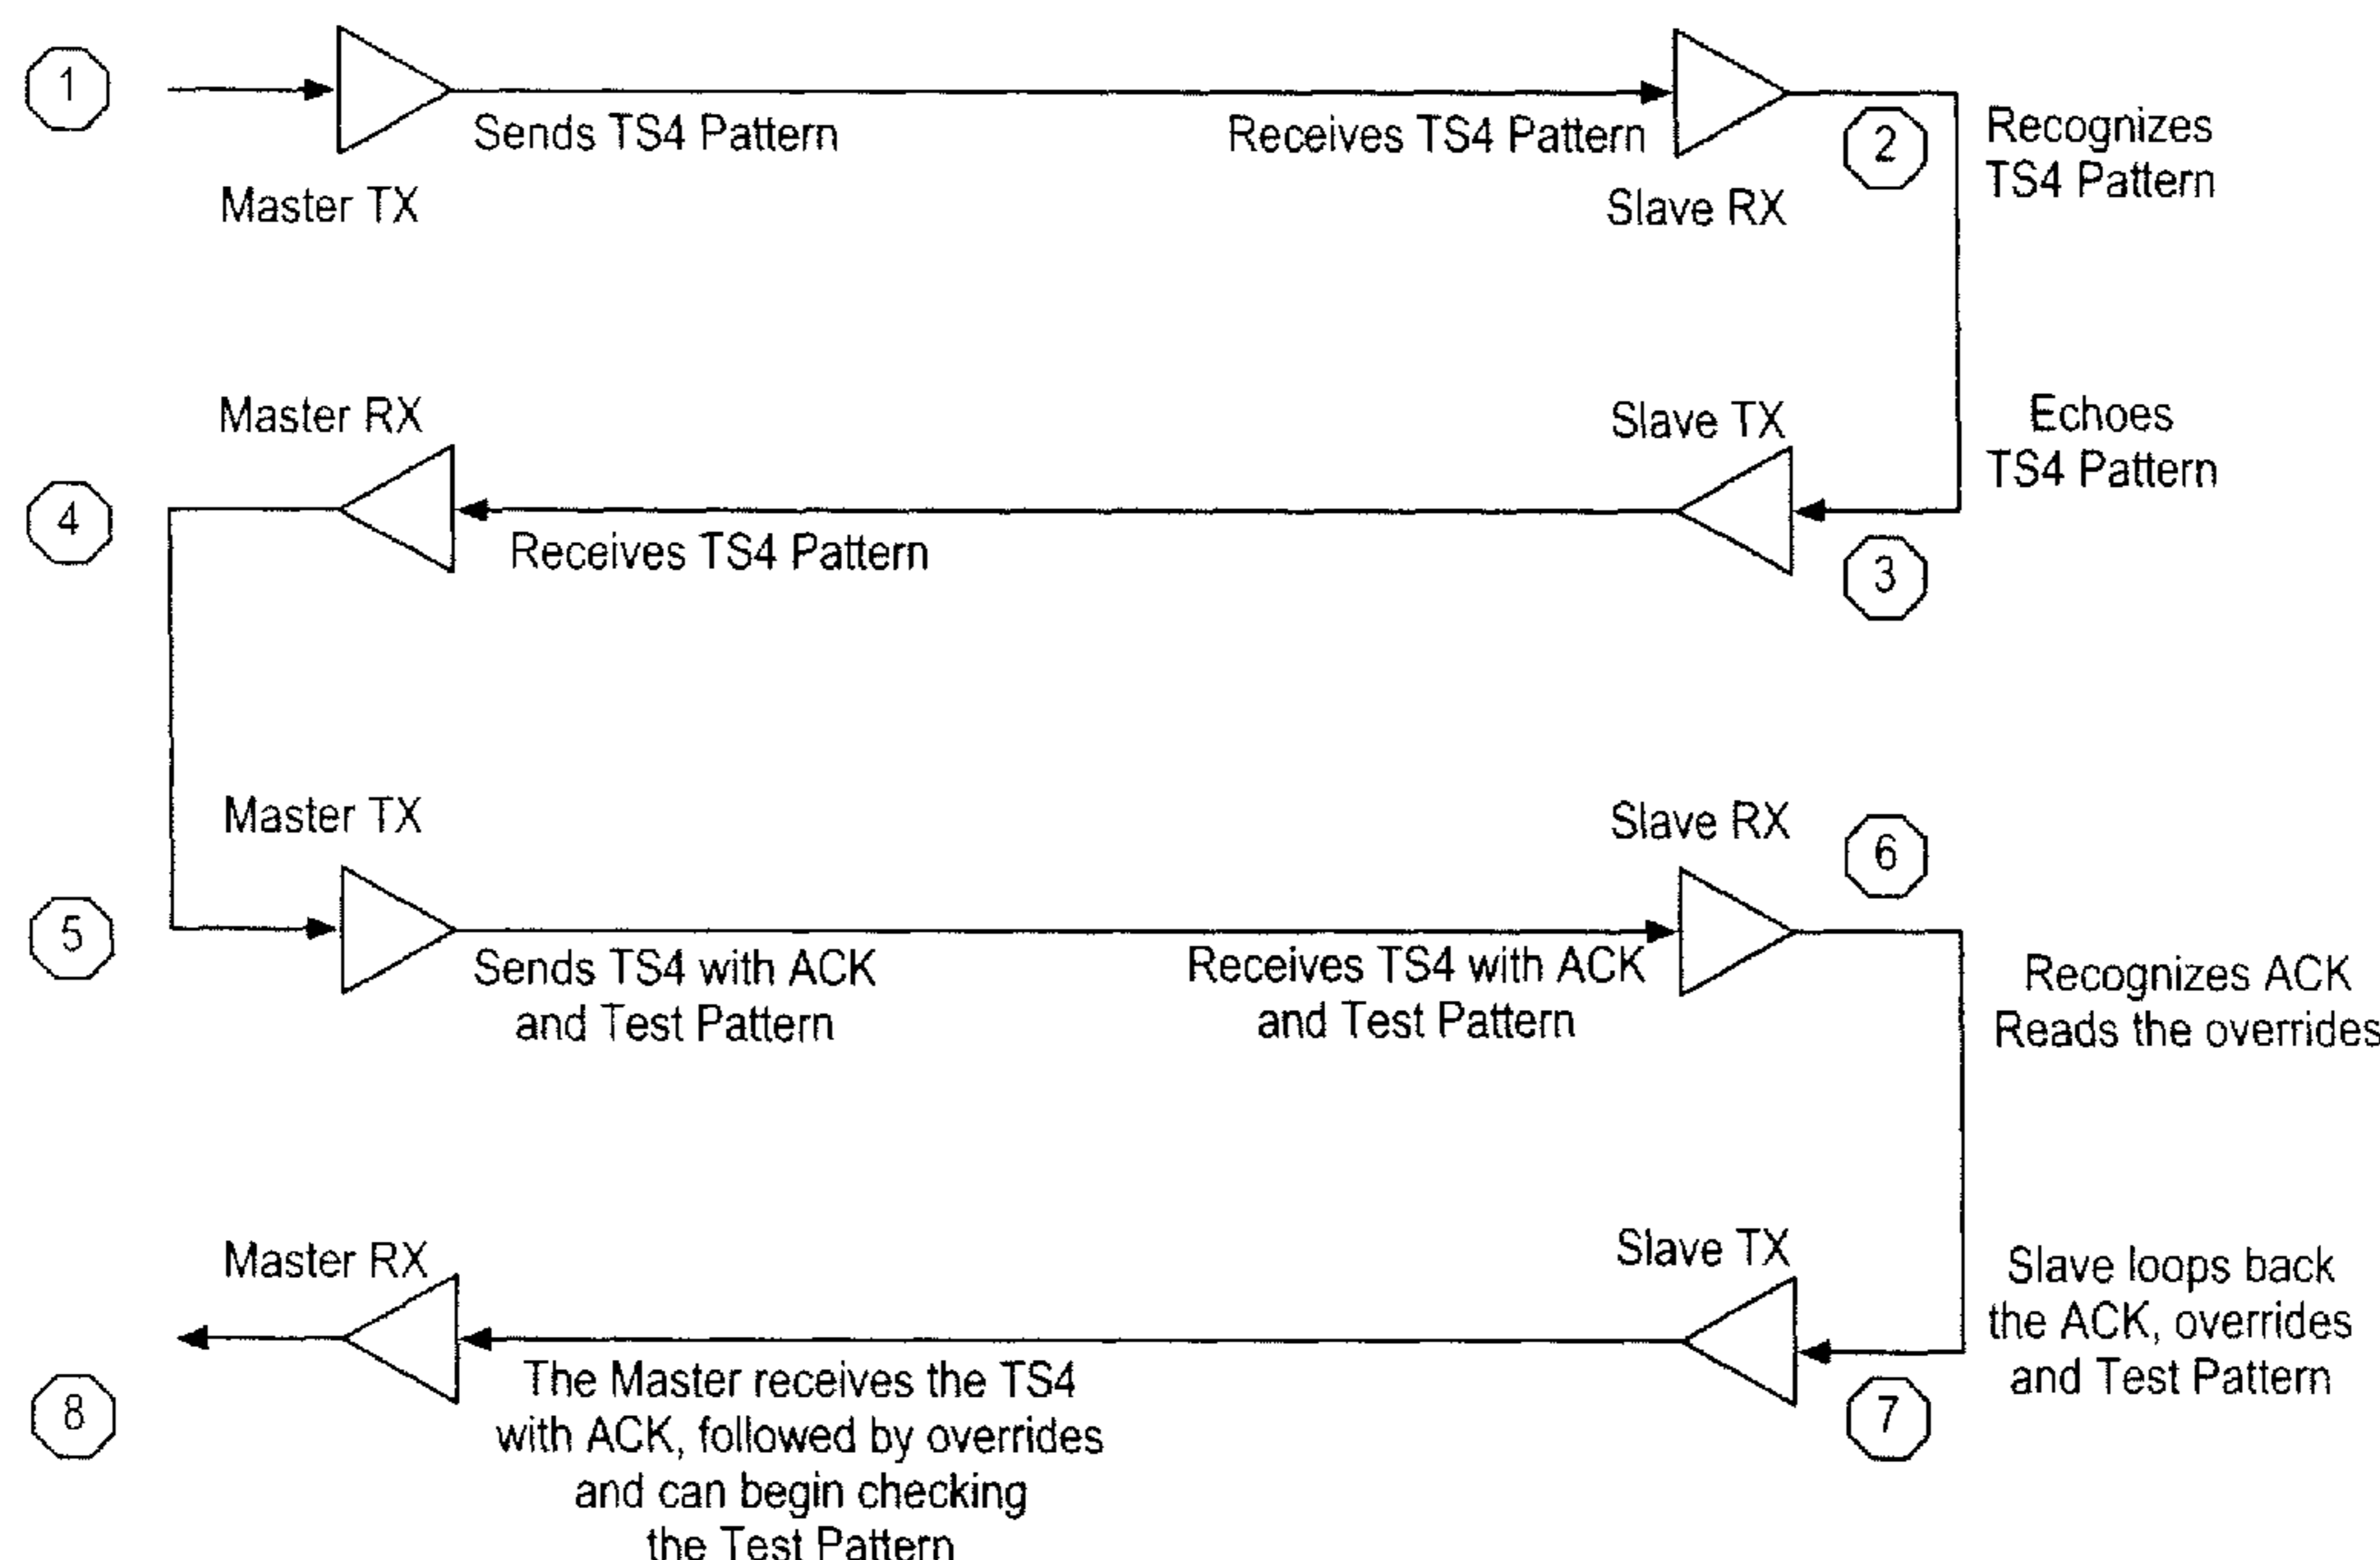 1
Sends TS4 Pattern
Receives TS4 Pattern
2
Recognizes
TS4 Pattern
Master TX
Slave RX
Master RX
Slave TX
Echoes
TS4 Pattern
4
Receives TS4 Pattern
3
Master TX
Slave RX
6
5
Sends TS4 with ACK
and Test Pattern
Receives TS4 with ACK
and Test Pattern
Recognizes ACK
Reads the overrides
Master RX
Slave TX
Slave loops back
the ACK, overrides
and Test Pattern
8
The Master receives the TS4
with ACK, followed by overrides
and can begin checking
the Test Pattern
7